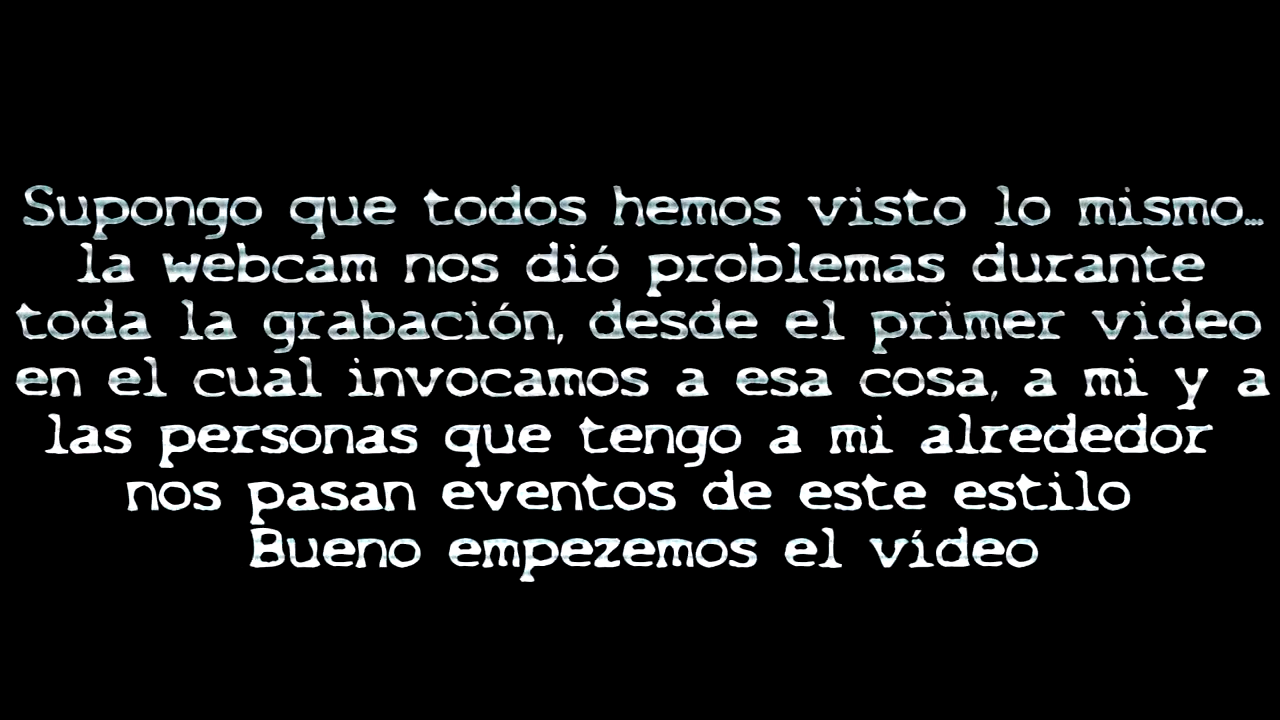 Supongo que todos hemos visto lo mismo...
la webcam nos dió problemas durante
toda la grabación, desde el primer video
en el cual invocamos a esa cosa, a mi y a
las personas que tengo a mi alrededor
nos pasan eventos de este estilo
Bueno empezemos el vídeo